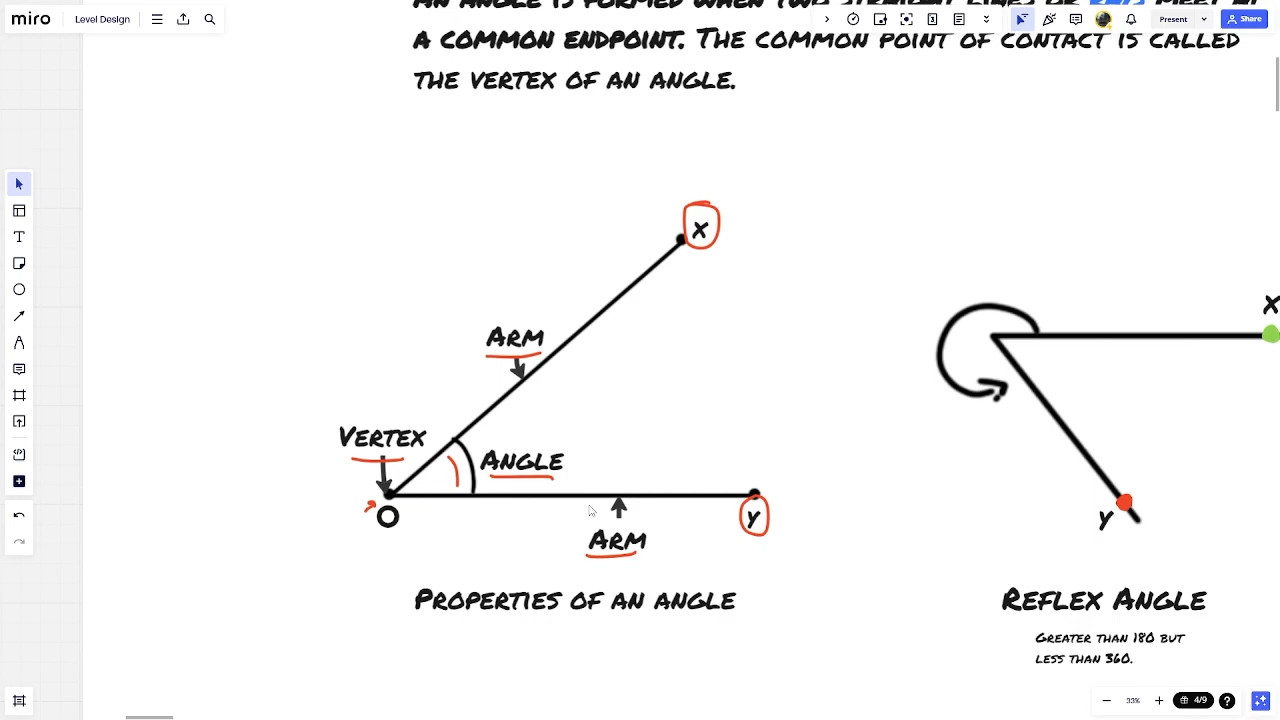 miro
Level Design
Present
Share
A COMMON ENDPOINT. THE COMMON POINT OF CONTACT IS CALLED
THE VERTEX OF AN ANGLE.
X
ARM
VERTEX
ANGLE
O
Y
ARM
PROPERTIES OF AN ANGLE
X
Y
REFLEX ANGLE
GREATER THAN 180 BUT
LESS THAN 360.
33%
4/9